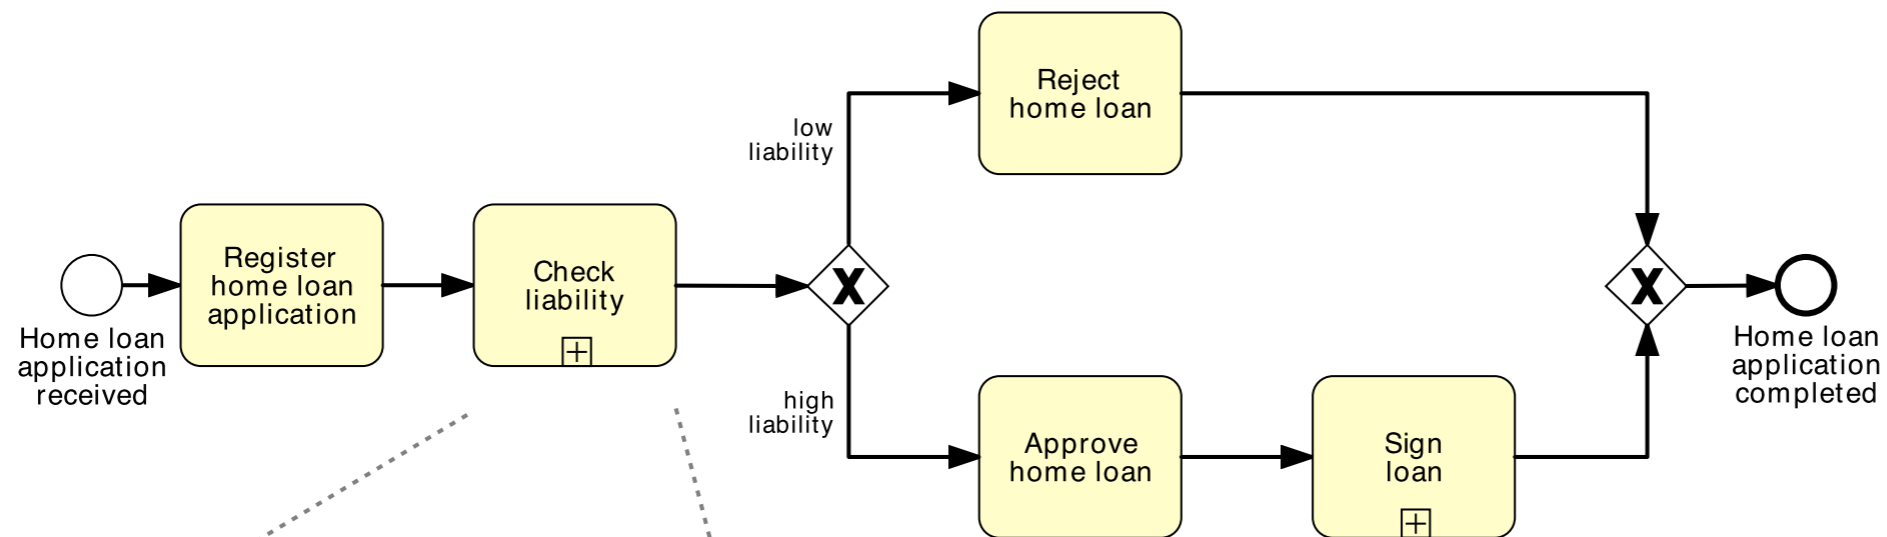 Home loan
application
received
Register
home loan
application
Check
liability
low
liability
Reject
home loan
high
liability
Approve
home loan
Sign
loan
Home loan
application
completed